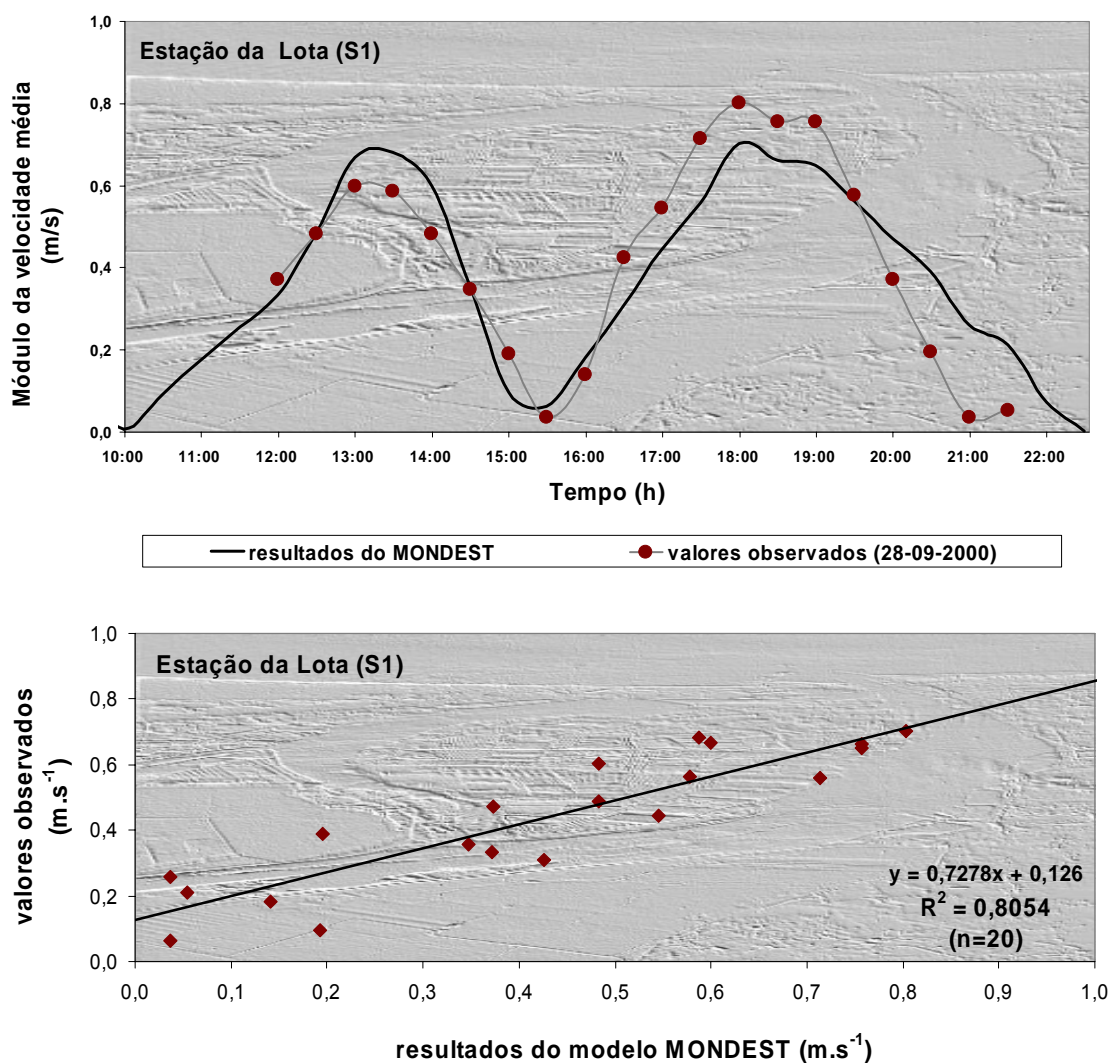 1,0
Estação da Lota (S1)
0,8
0,6
0,4
0,2
0,0
Módulo da velocidade média
(m/s)
10:00 11:00 12:00 13:00 14:00 15:00 16:00 17:00 18:00 19:00 20:00 21:00 22:00
Tempo (h)
resultados do MONDEST valores observados (28-09-2000)
1,0
Estação da Lota (S1)
0,8
0,6
0,4
0,2
0,0
valores observados
(m.s⁻¹)
y = 0,7278x + 0,126
R² = 0,8054
(n=20)
0,0 0,1 0,2 0,3 0,4 0,5 0,6 0,7 0,8 0,9 1,0
resultados do modelo MONDEST (m.s⁻¹)